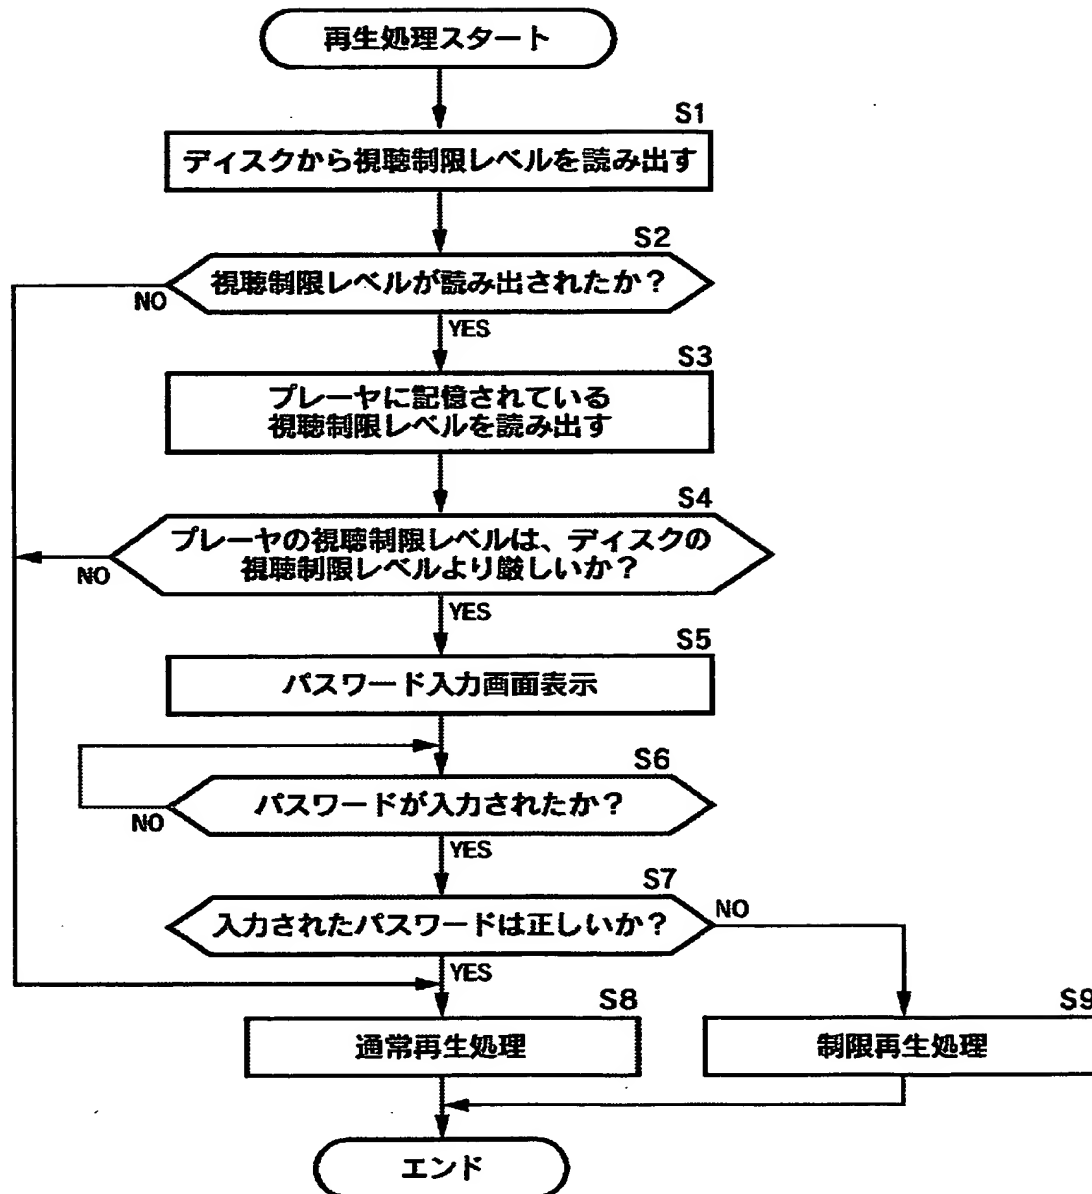 再生処理スタート
S1
ディスクから視聴制限レベルを読み出す
S2
視聴制限レベルが読み出されたか？
NO
YES
S3
プレーヤに記憶されている
視聴制限レベルを読み出す
S4
プレーヤの視聴制限レベルは、ディスクの
視聴制限レベルより厳しいか？
NO
YES
S5
パスワード入力画面表示
S6
パスワードが入力されたか？
NO
YES
S7
入力されたパスワードは正しいか？
NO
YES
S8
通常再生処理
S9
制限再生処理
エンド